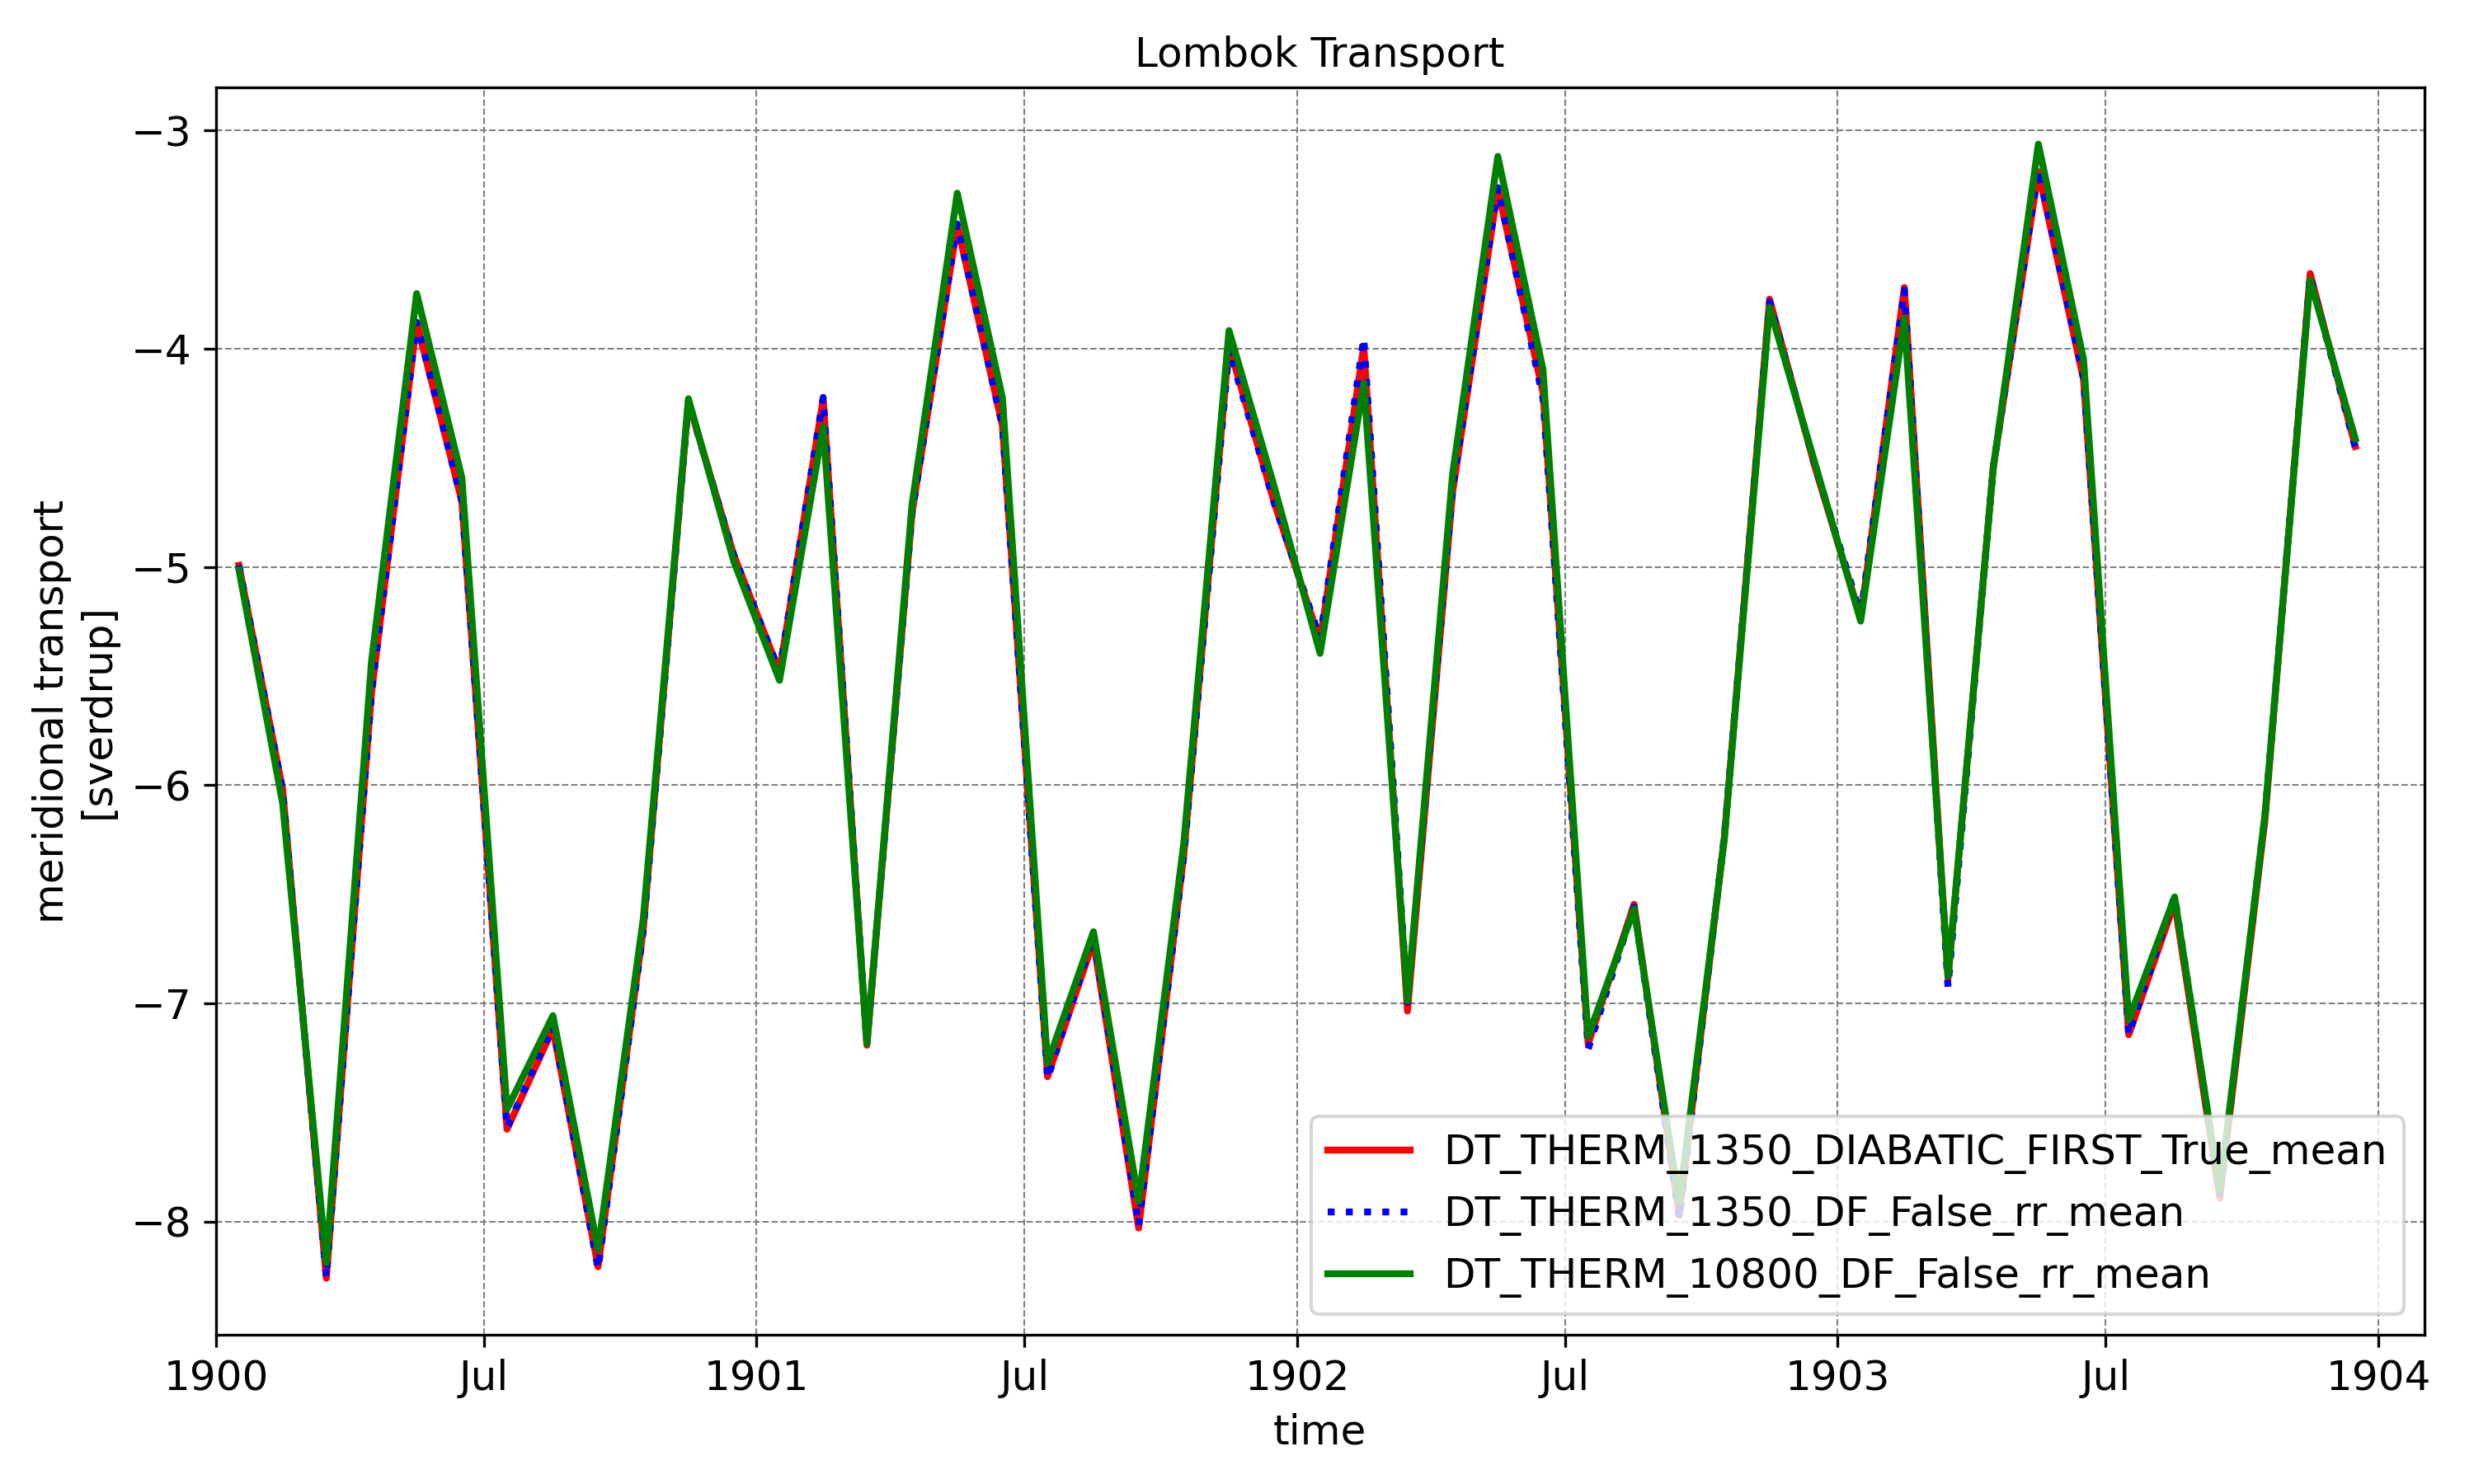 Lombok Transport
meridional transport
[sverdrup]
−3
−4
−5
−6
−7
−8
DT_THERM_1350_DIABATIC_FIRST_True_mean
DT_THERM_1350_DF_False_rr_mean
DT_THERM_10800_DF_False_rr_mean
1900 Jul 1901 Jul 1902 Jul 1903 Jul 1904
time